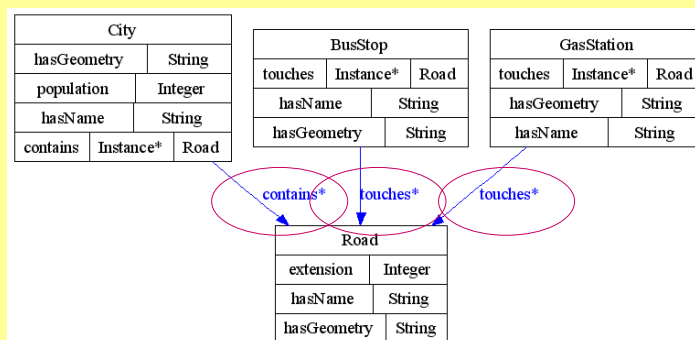 City
hasGeometry String
population Integer
hasName String
contains Instance* Road
BusStop
touches Instance* Road
hasName String
hasGeometry String
GasStation
touches Instance* Road
hasGeometry String
hasName String
contains* touches* touches*
Road
extension Integer
hasName String
hasGeometry String